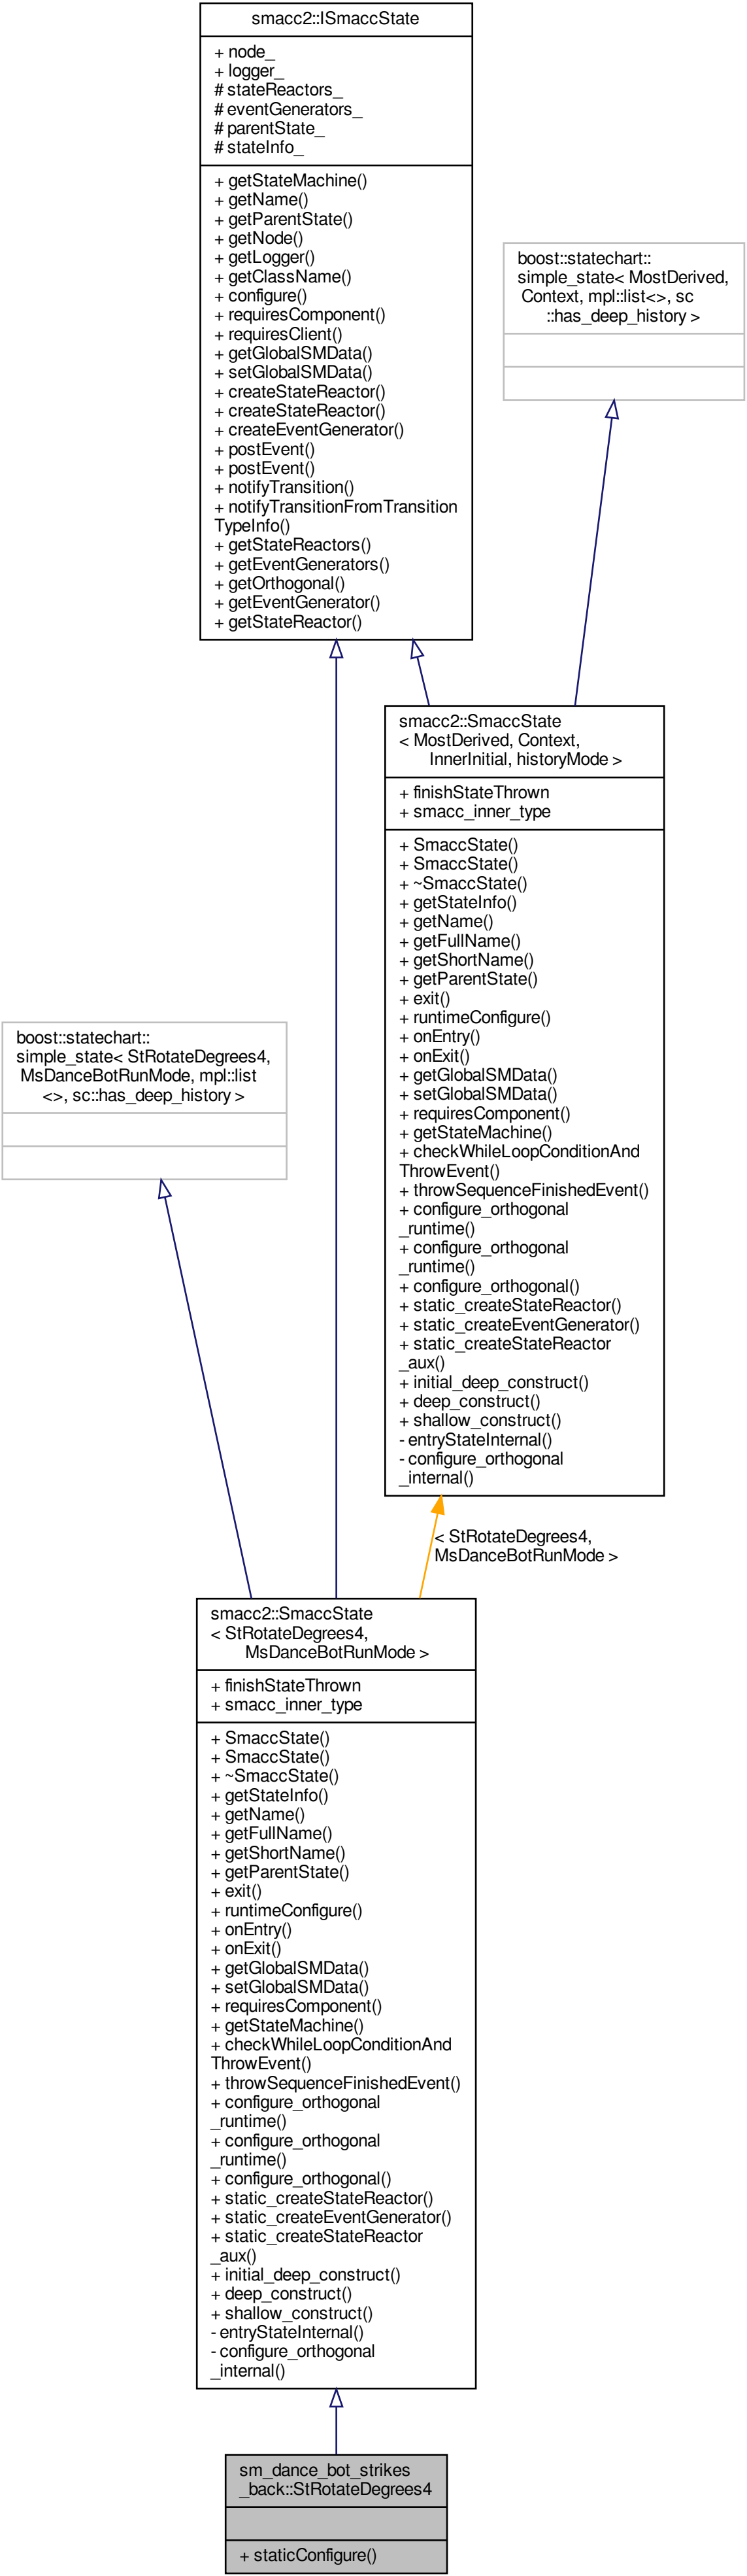 smacc2::ISmaccState
+ node_
+ logger_
# stateReactors_
# eventGenerators_
# parentState_
# stateInfo_
+ getStateMachine()
+ getName()
+ getParentState()
+ getNode()
+ getLogger()
+ getClassName()
+ configure()
+ requiresComponent()
+ requiresClient()
+ getGlobalSMData()
+ setGlobalSMData()
+ createStateReactor()
+ createStateReactor()
+ createEventGenerator()
+ postEvent()
+ postEvent()
+ notifyTransition()
+ notifyTransitionFromTransition
TypeInfo()
+ getStateReactors()
+ getEventGenerators()
+ getOrthogonal()
+ getEventGenerator()
+ getStateReactor()
boost::statechart::
simple_state< MostDerived,
Context, mpl::list<>, sc
::has_deep_history >
smacc2::SmaccState
< MostDerived, Context,
InnerInitial, historyMode >
+ finishStateThrown
+ smacc_inner_type
+ SmaccState()
+ SmaccState()
+ ~SmaccState()
+ getStateInfo()
+ getName()
+ getFullName()
+ getShortName()
+ getParentState()
+ exit()
+ runtimeConfigure()
+ onEntry()
+ onExit()
+ getGlobalSMData()
+ setGlobalSMData()
+ requiresComponent()
+ getStateMachine()
+ checkWhileLoopConditionAnd
ThrowEvent()
+ throwSequenceFinishedEvent()
+ configure_orthogonal
_runtime()
+ configure_orthogonal
_runtime()
+ configure_orthogonal()
+ static_createStateReactor()
+ static_createEventGenerator()
+ static_createStateReactor
_aux()
+ initial_deep_construct()
+ deep_construct()
+ shallow_construct()
- entryStateInternal()
- configure_orthogonal
_internal()
boost::statechart::
simple_state< StRotateDegrees4,
MsDanceBotRunMode, mpl::list
<>, sc::has_deep_history >
< StRotateDegrees4,
MsDanceBotRunMode >
smacc2::SmaccState
< StRotateDegrees4,
MsDanceBotRunMode >
+ finishStateThrown
+ smacc_inner_type
+ SmaccState()
+ SmaccState()
+ ~SmaccState()
+ getStateInfo()
+ getName()
+ getFullName()
+ getShortName()
+ getParentState()
+ exit()
+ runtimeConfigure()
+ onEntry()
+ onExit()
+ getGlobalSMData()
+ setGlobalSMData()
+ requiresComponent()
+ getStateMachine()
+ checkWhileLoopConditionAnd
ThrowEvent()
+ throwSequenceFinishedEvent()
+ configure_orthogonal
_runtime()
+ configure_orthogonal
_runtime()
+ configure_orthogonal()
+ static_createStateReactor()
+ static_createEventGenerator()
+ static_createStateReactor
_aux()
+ initial_deep_construct()
+ deep_construct()
+ shallow_construct()
- entryStateInternal()
- configure_orthogonal
_internal()
sm_dance_bot_strikes
_back::StRotateDegrees4
+ staticConfigure()